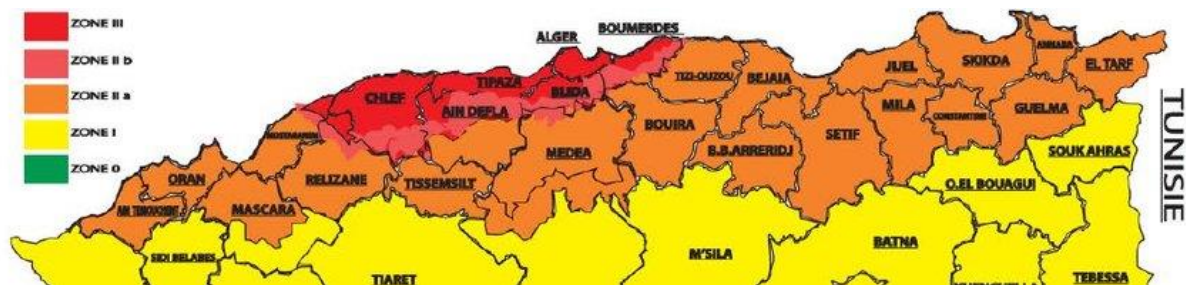 ZONE III
ZONE II b
ZONE II a
ZONE I
ZONE 0
ALGER
BOUMERDES
TIPAZA
BLIDA
CHLEF
AIN DEFLA
TIZI-OUZOU
BEJAIA
JIJEL
SKIKDA
ANNABA
EL TARF
MOSTAGANEM
BOUIRA
SETIF
MILA
CONSTANTINE
GUELMA
MEDEA
B.B.ARRERIDJ
SOUK AHRAS
ORAN
RELIZANE
TISSEMSILT
O.EL BOUAGUI
AIN TEMOUCHENT
MASCARA
SIDI BELABES
M'SILA
BATNA
TIARET
TEBESSA
TUNISIE